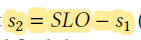 s₂ = SLO − s₁ (